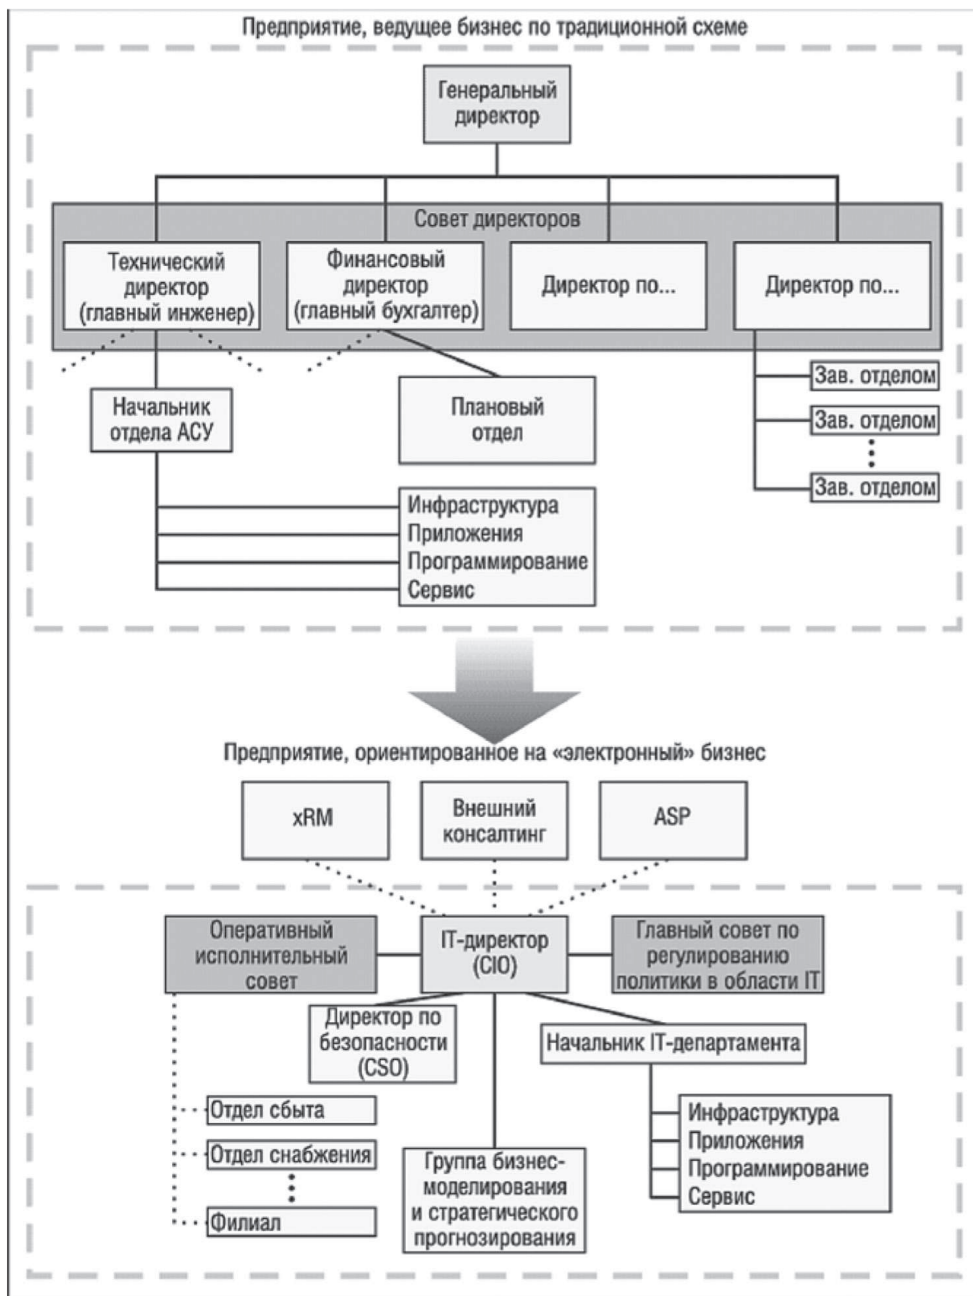 Предприятие, ведущее бизнес по традиционной схеме
Генеральный
директор
Совет директоров
Технический
директор
(главный инженер)
Финансовый
директор
(главный бухгалтер)
Директор по...
Директор по...
Начальник
отдела АСУ
Плановый
отдел
Зав. отделом
Зав. отделом
Зав. отделом
Инфраструктура
Приложения
Программирование
Сервис
Предприятие, ориентированное на «электронный» бизнес
xRM
Внешний
консалтинг
ASP
Оперативный
исполнительный
совет
IT-директор
(CIO)
Главный совет по
регулированию
политики в области IT
Директор по
безопасности
(CSO)
Начальник IT-департамента
Отдел сбыта
Отдел снабжения
Филиал
Группа бизнес-
моделирования
и стратегического
прогнозирования
Инфраструктура
Приложения
Программирование
Сервис